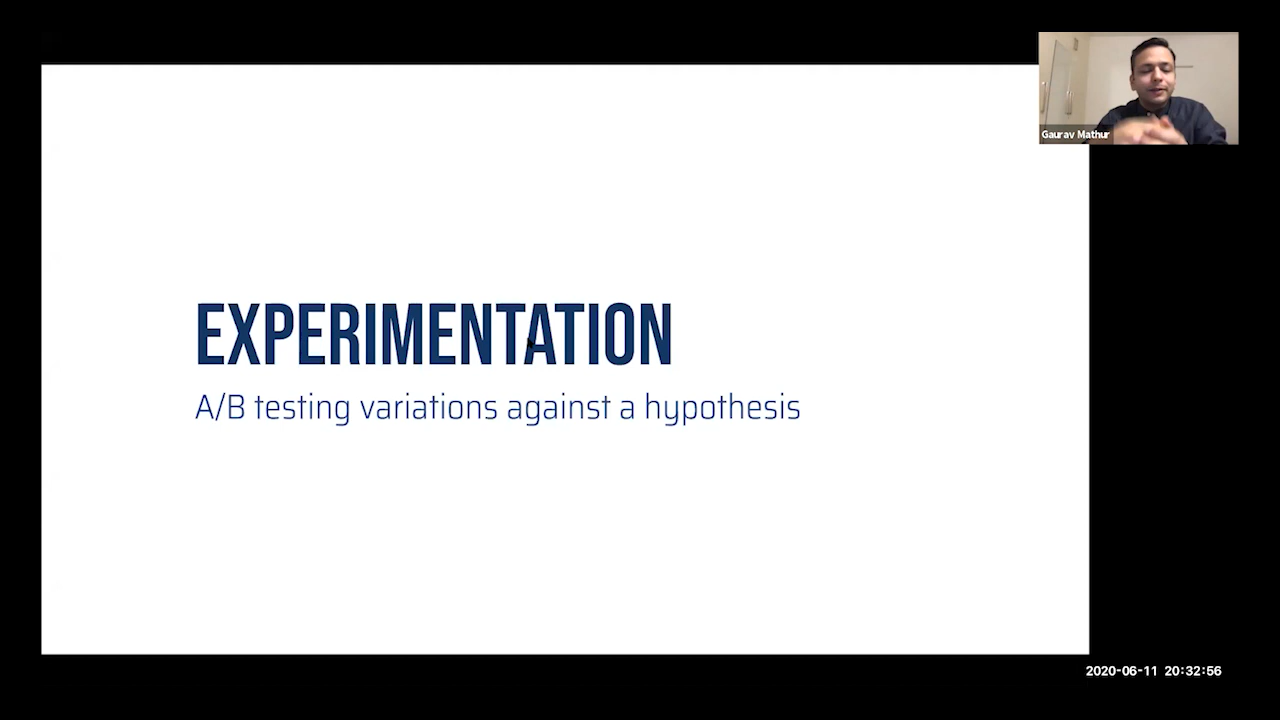 Gaurav Mathur
EXPERIMENTATION
A/B testing variations against a hypothesis
2020-06-11 20:32:56